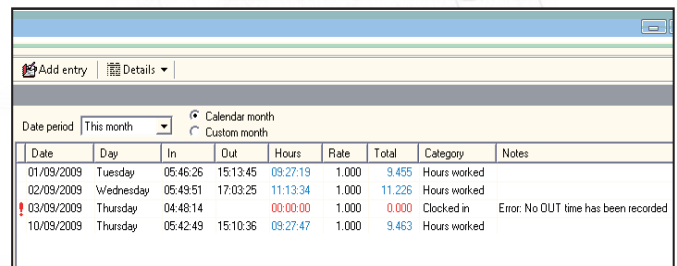 Add entry Details
Date period This month Calendar month
Custom month
Date Day In Out Hours Rate Total Category Notes
01/09/2009 Tuesday 05:46:26 15:13:45 09:27:19 1.000 9.455 Hours worked
02/09/2009 Wednesday 05:49:51 17:03:25 11:13:34 1.000 11.226 Hours worked
! 03/09/2009 Thursday 04:48:14 00:00:00 1.000 0.000 Clocked in Error: No OUT time has been recorded
10/09/2009 Thursday 05:42:49 15:10:36 09:27:47 1.000 9.463 Hours worked